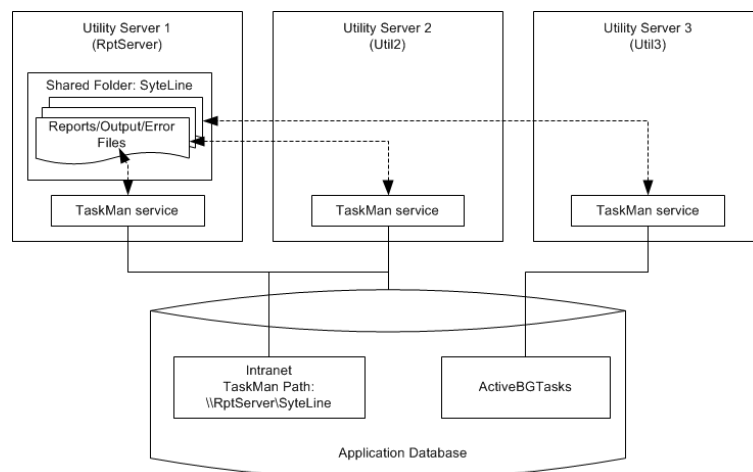 Utility Server 1
(RptServer)
Utility Server 2
(Util2)
Utility Server 3
(Util3)
Shared Folder: SyteLine
Reports/Output/Error
Files
TaskMan service
TaskMan service
TaskMan service
Intranet
TaskMan Path:
\\RptServer\SyteLine
ActiveBGTasks
Application Database